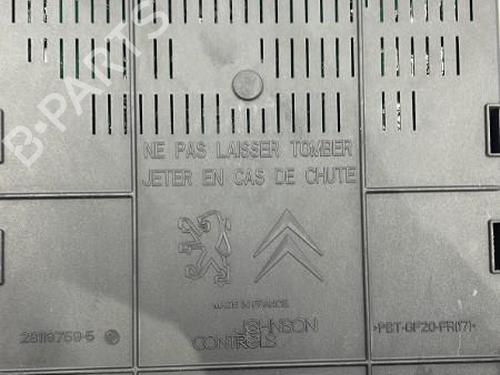 B-PARTS
NE PAS LAISSER TOMBER
JETER EN CAS DE CHUTE
MADE IN FRANCE
JOHNSON
CONTROLS
28119759-5
>PBT-GF20-FR(17)<